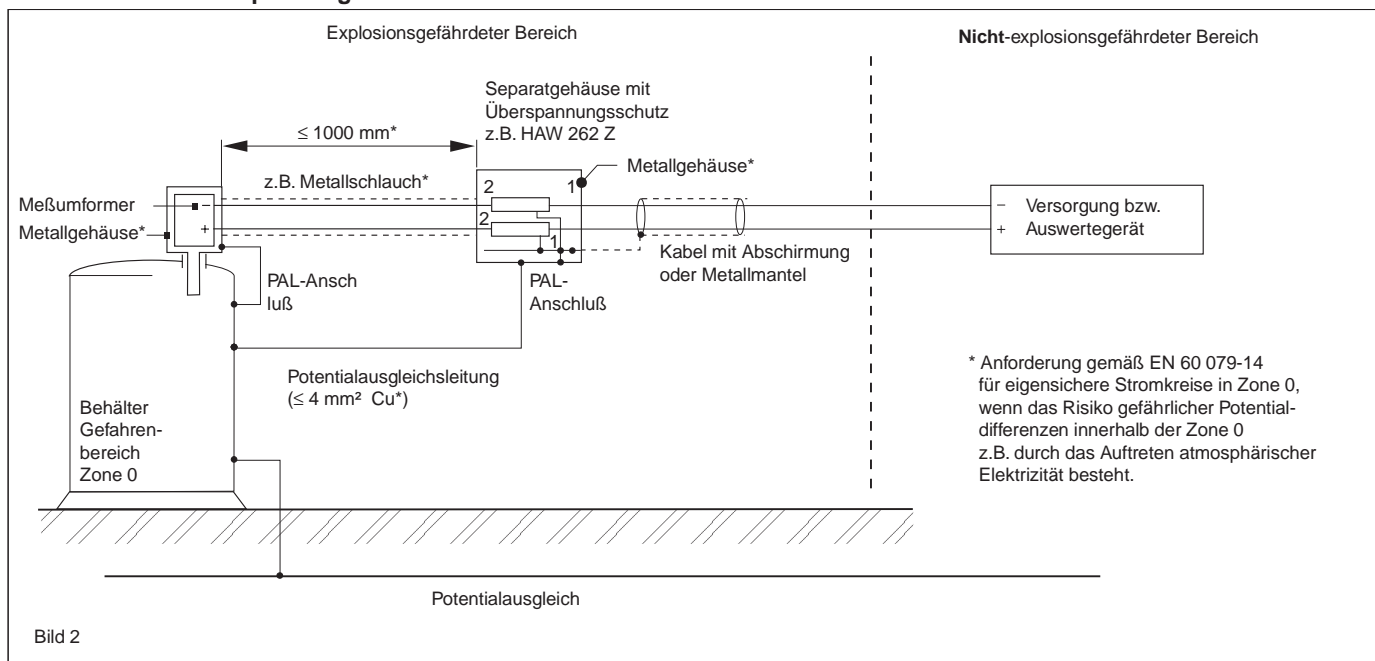 Explosionsgefährdeter Bereich
Nicht-explosionsgefährdeter Bereich
Separatgehäuse mit
Überspannungsschutz
z.B. HAW 262 Z
≤ 1000 mm*
Metallgehäuse*
z.B. Metallschlauch*
2
1
Meßumformer
–
–
Versorgung bzw.
Metallgehäuse*
+
2
1
+
Auswertegerät
Kabel mit Abschirmung
oder Metallmantel
PAL-Ansch
luß
PAL-
Anschluß
Potentialausgleichsleitung
(≤ 4 mm² Cu*)
* Anforderung gemäß EN 60 079-14
für eigensichere Stromkreise in Zone 0,
wenn das Risiko gefährlicher Potential-
differenzen innerhalb der Zone 0
z.B. durch das Auftreten atmosphärischer
Elektrizität besteht.
Behälter
Gefahren-
bereich
Zone 0
Potentialausgleich
Bild 2